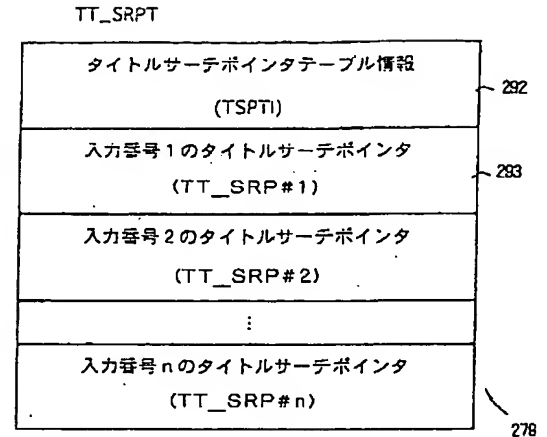 TT_SRPT
タイトルサーチポインタテーブル情報
(TSPTI)
292
入力番号1のタイトルサーチポインタ
(TT_SRP#1)
293
入力番号2のタイトルサーチポインタ
(TT_SRP#2)
⋮
入力番号nのタイトルサーチポインタ
(TT_SRP#n)
278